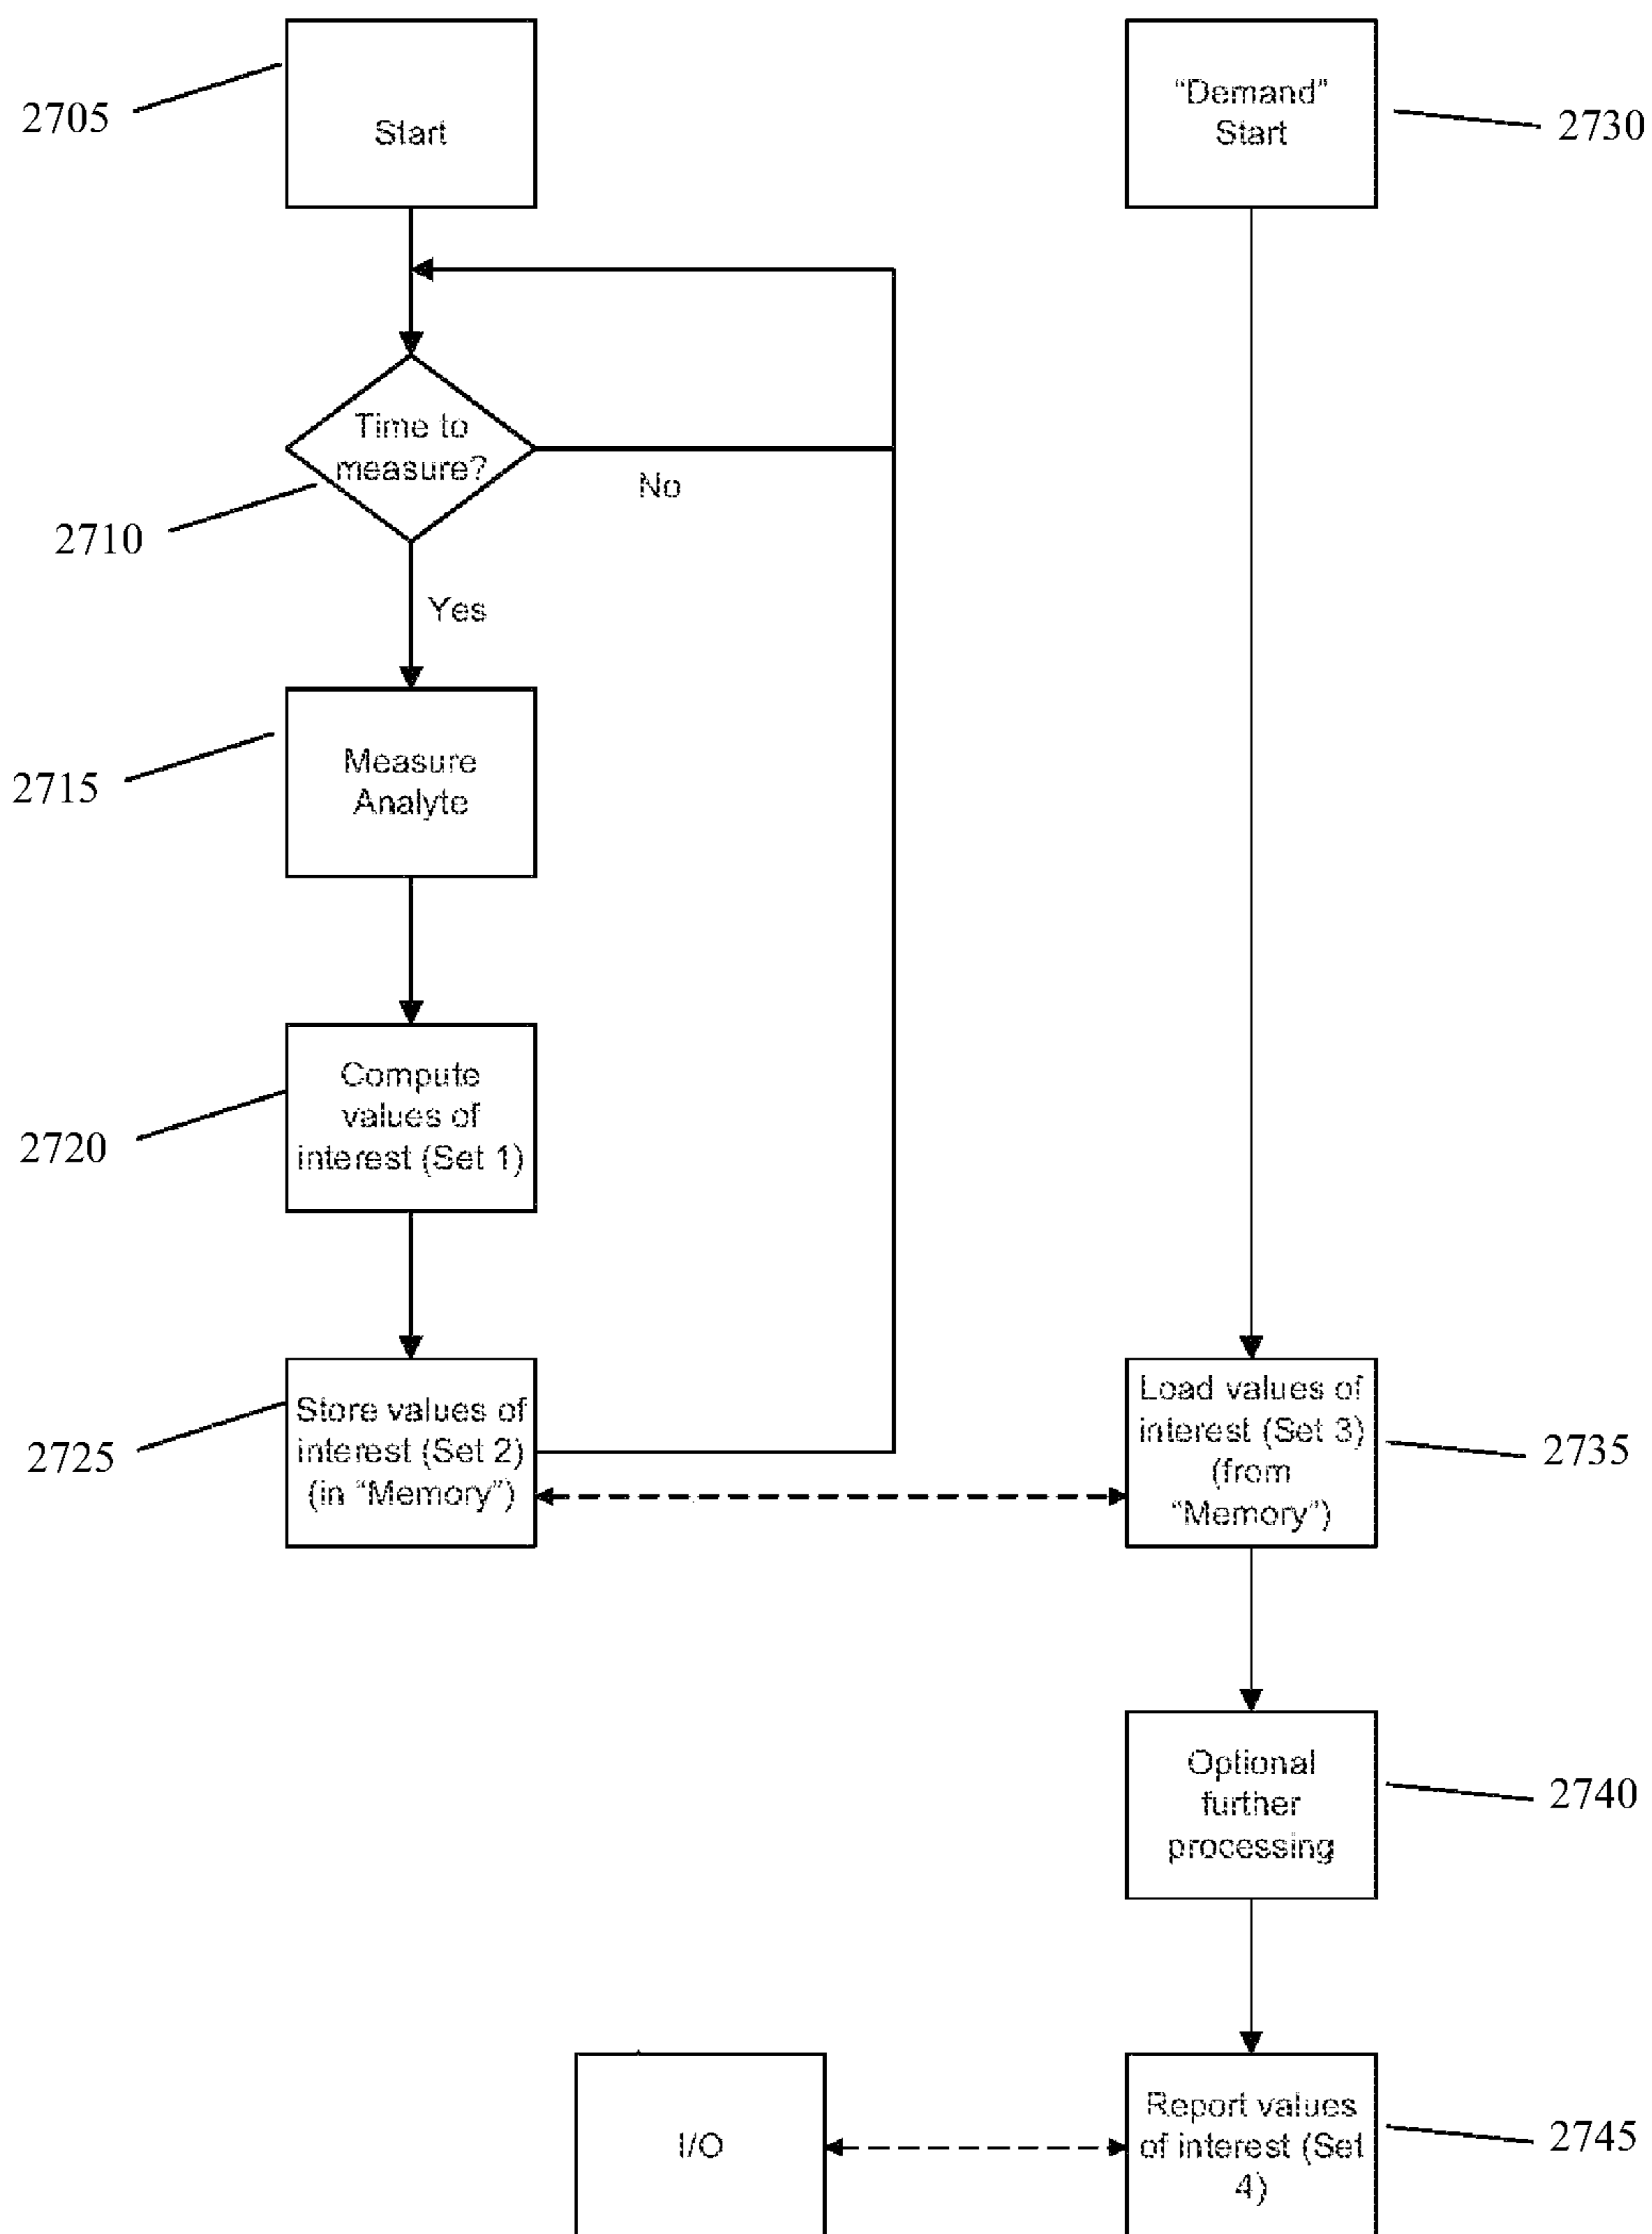 2705
Start
"Demand"
Start
2730
Time to
measure?
No
2710
Yes
2715
Measure
Analyte
2720
Compute
values of
interest (Set 1)
2725
Store values of
interest (Set 2)
(in "Memory")
Load values of
interest (Set 3)
(from
"Memory")
2735
Optional
further
processing
2740
I/O
Report values
of interest (Set
4)
2745